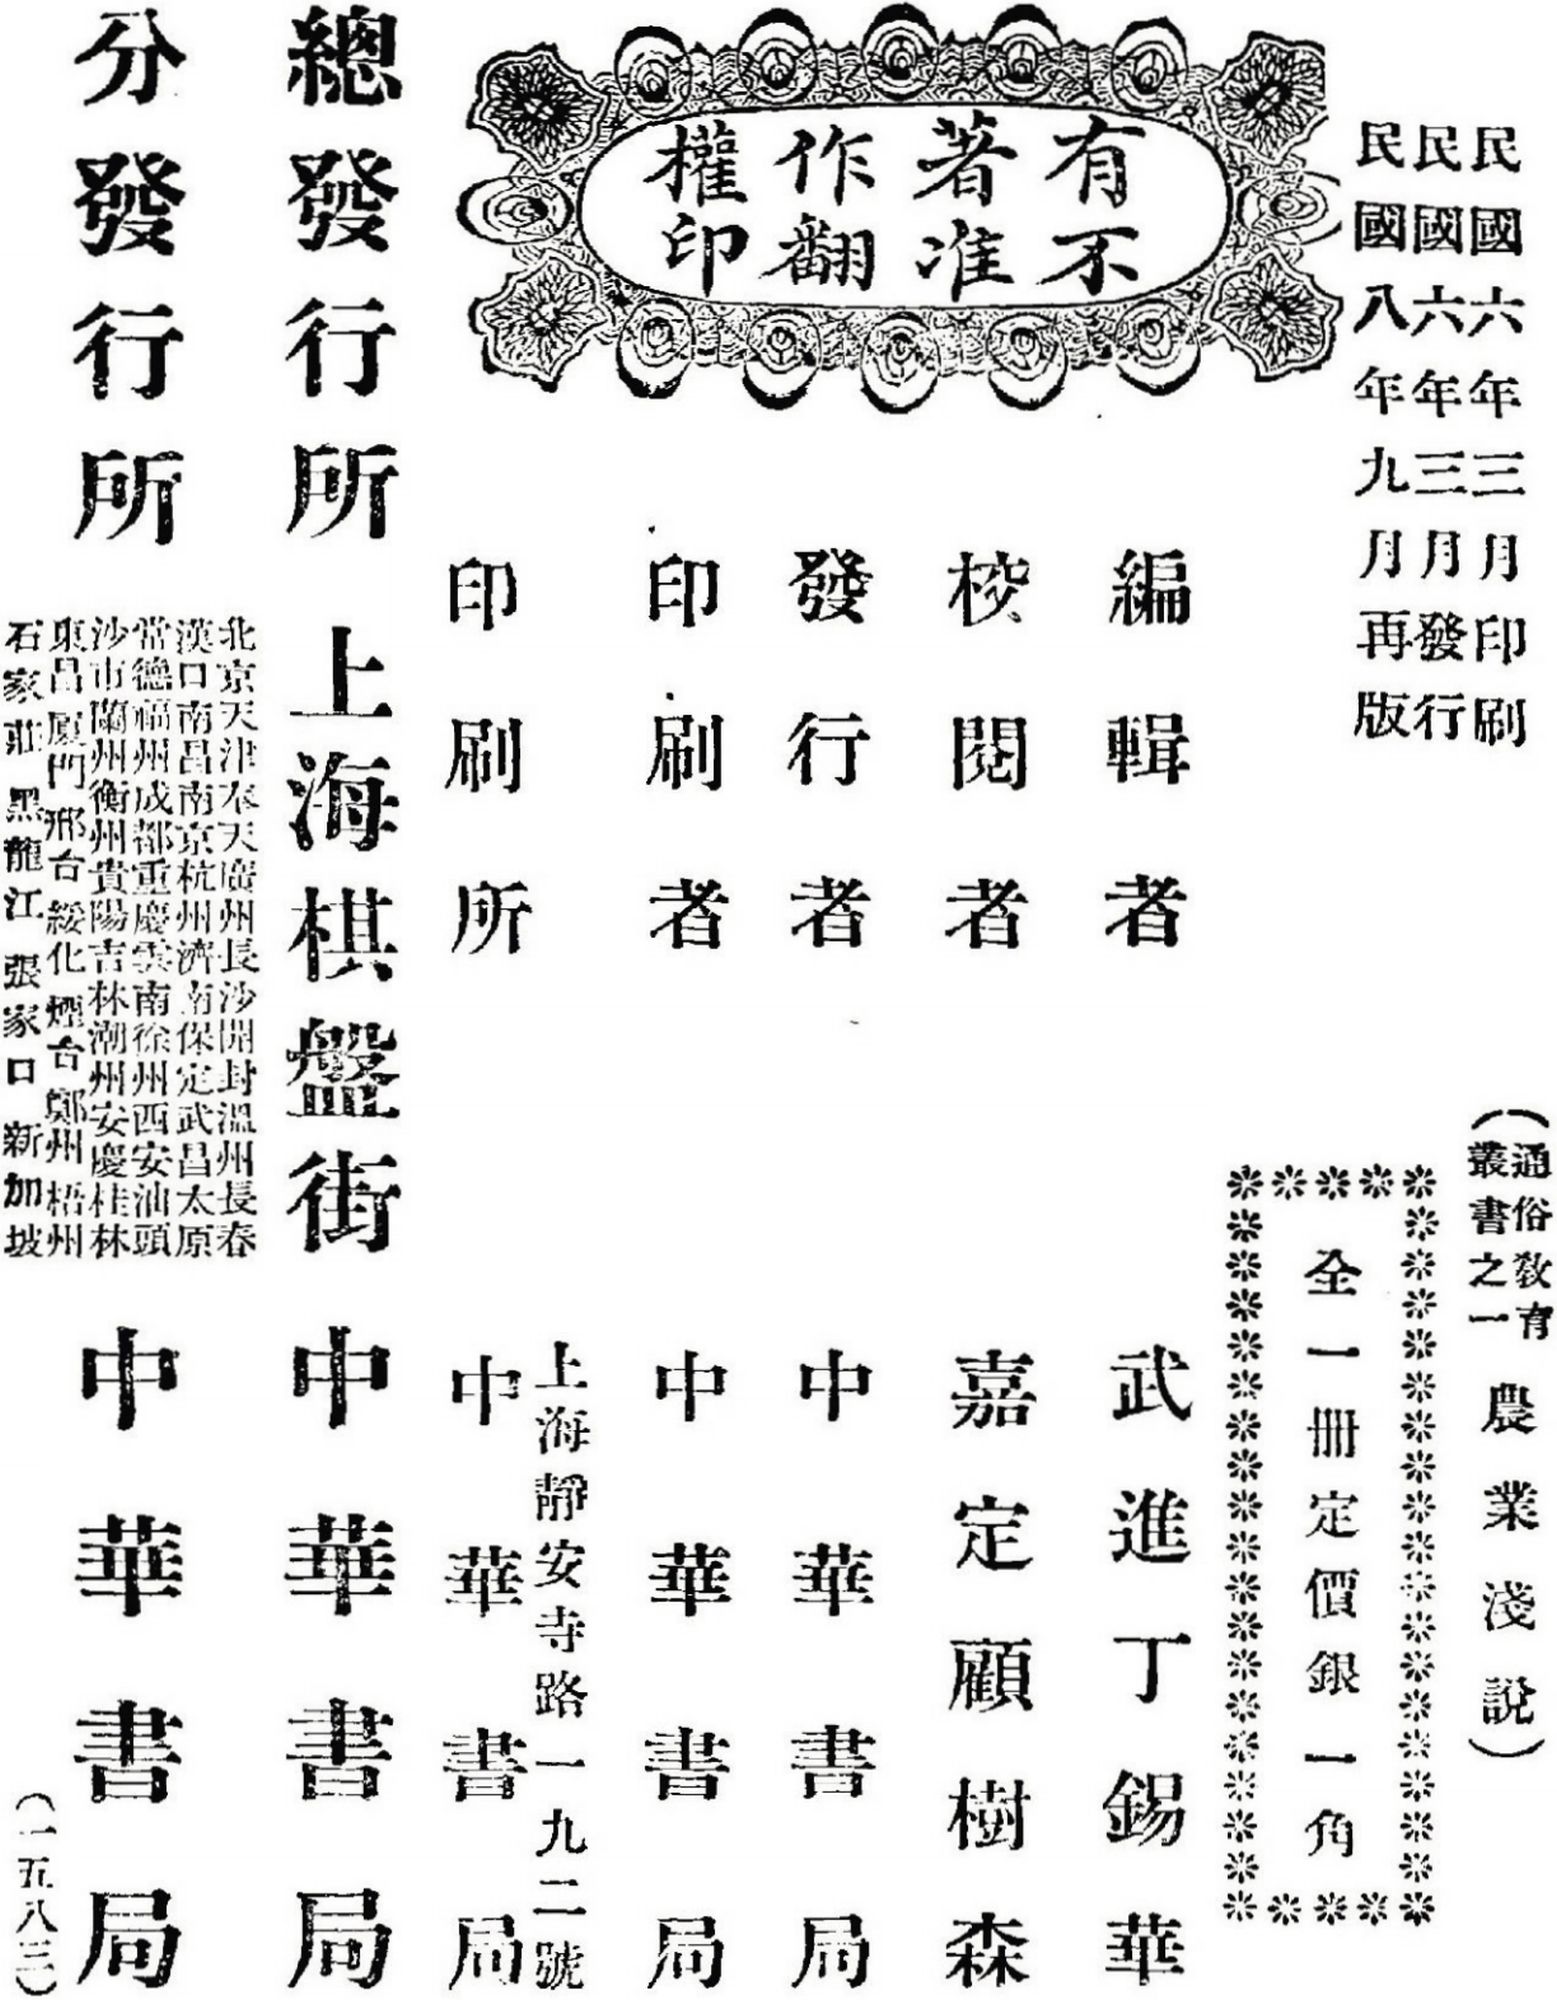 民國六年三月印刷
民國六年三月發行
民國八年九月再版
（通俗教育
叢書之一
農業淺說）
全一冊定價銀一角
有不
著准
作翻
權印
編輯者
武進丁錫華
校閱者
嘉定顧樹森
發行者
中華書局
印刷者
中華書局
印刷所
上海靜安寺路一九二號
中華書局
總發行所
上海棋盤街
中華書局
分發行所
北京天津奉天廣州長沙開封溫州長春
漢口南昌南京杭州濟南保定武昌太原
常德福州成都重慶雲南徐州西安汕頭
沙市蘭州衡州貴陽吉林潮州安慶桂林
東昌廈門邢台綏化煙台鄭州梧州
石家莊黑龍江張家口新加坡
中華書局
（一五八三）